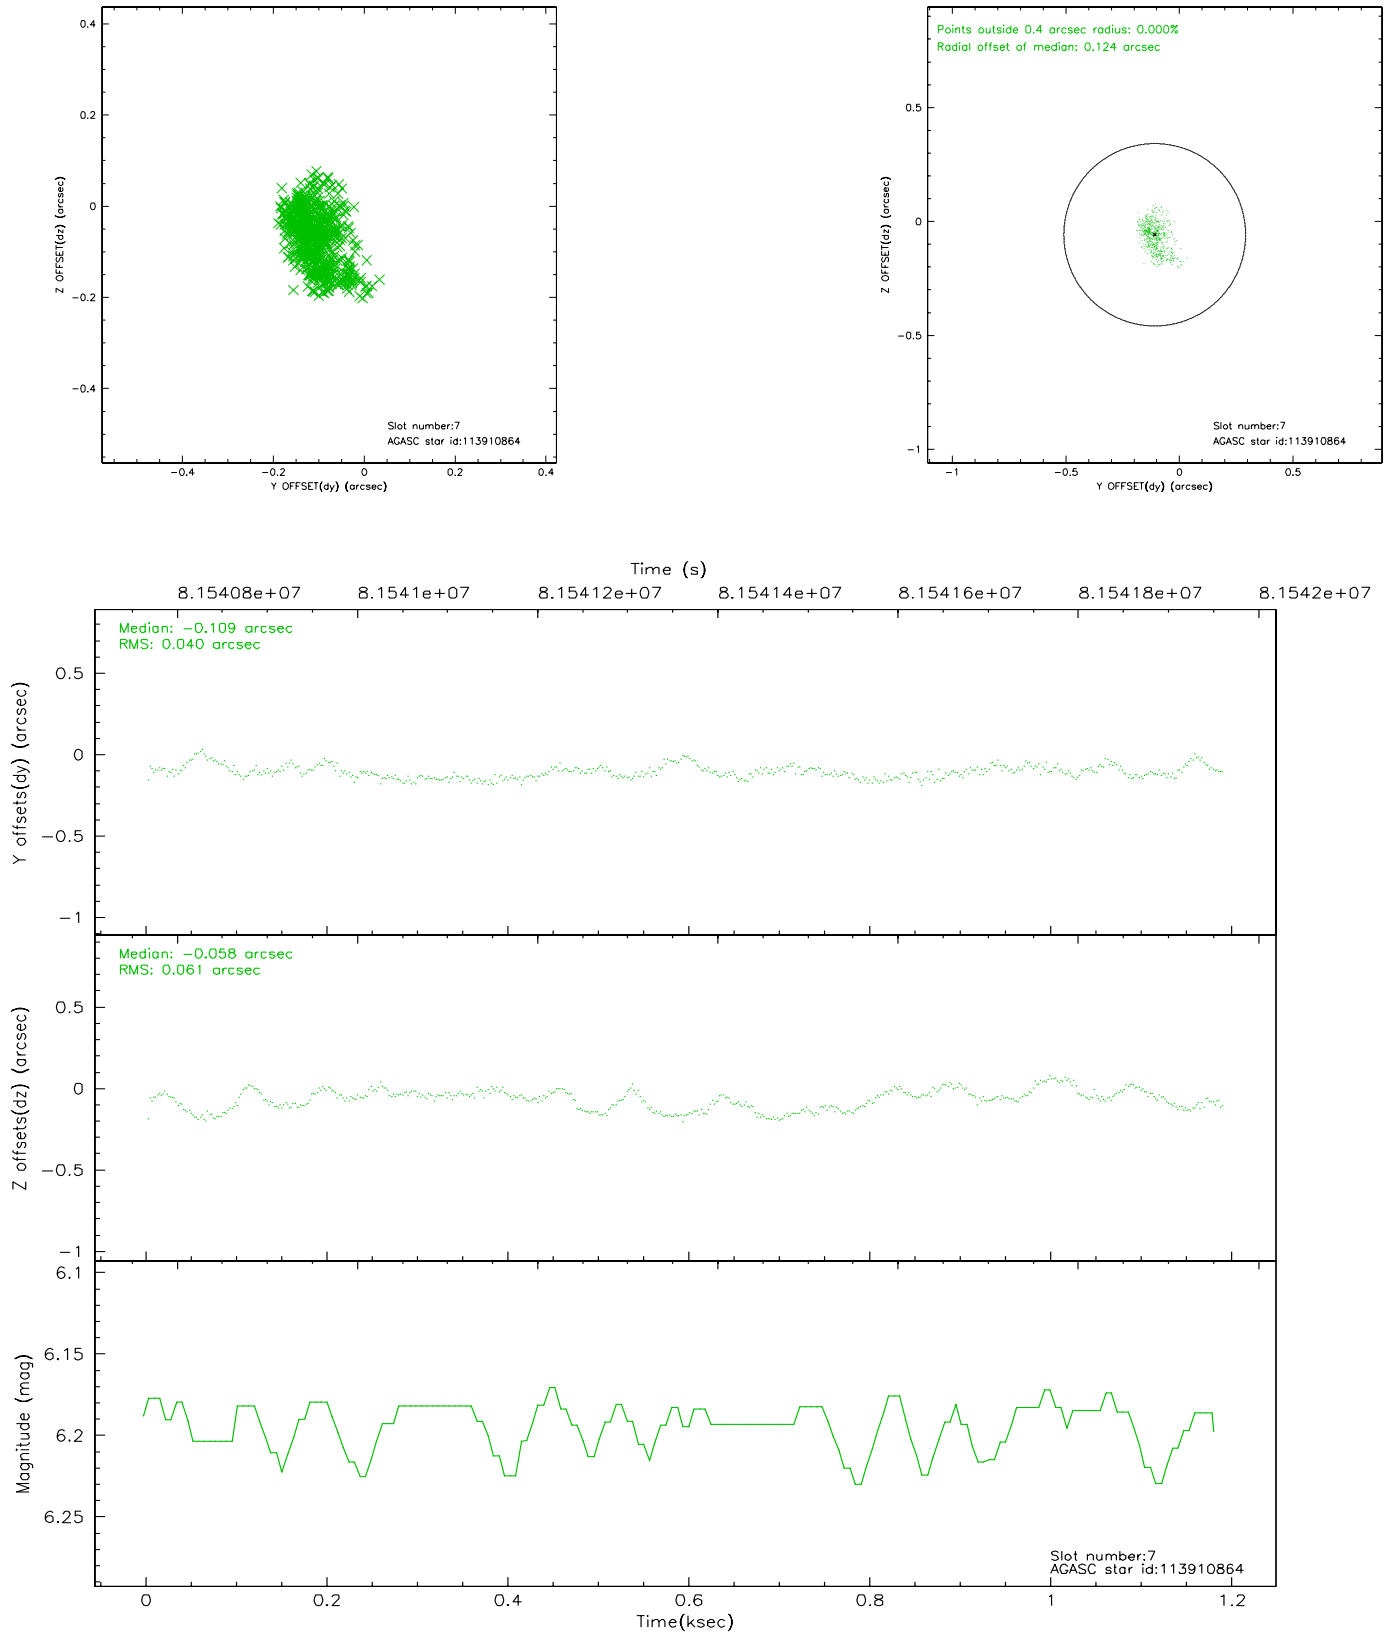 0.4
0.2
0
−0.2
−0.4
Z OFFSET(dz) (arcsec)
Slot number:7
AGASC star id:113910864
−0.4 −0.2 0 0.2 0.4
Y OFFSET(dy) (arcsec)
Points outside 0.4 arcsec radius: 0.000%
Radial offset of median: 0.124 arcsec
0.5
0
−0.5
−1
Z OFFSET(dz) (arcsec)
Slot number:7
AGASC star id:113910864
−1 −0.5 0 0.5
Y OFFSET(dy) (arcsec)
Time (s)
8.15408e+07 8.1541e+07 8.15412e+07 8.15414e+07 8.15416e+07 8.15418e+07 8.1542e+07
Median: −0.109 arcsec
RMS: 0.040 arcsec
0.5
0
−0.5
−1
Y offsets(dy) (arcsec)
Median: −0.058 arcsec
RMS: 0.061 arcsec
0.5
0
−0.5
−1
Z offsets(dz) (arcsec)
6.1
6.15
6.2
6.25
Magnitude (mag)
Slot number:7
AGASC star id:113910864
0 0.2 0.4 0.6 0.8 1 1.2
Time(ksec)